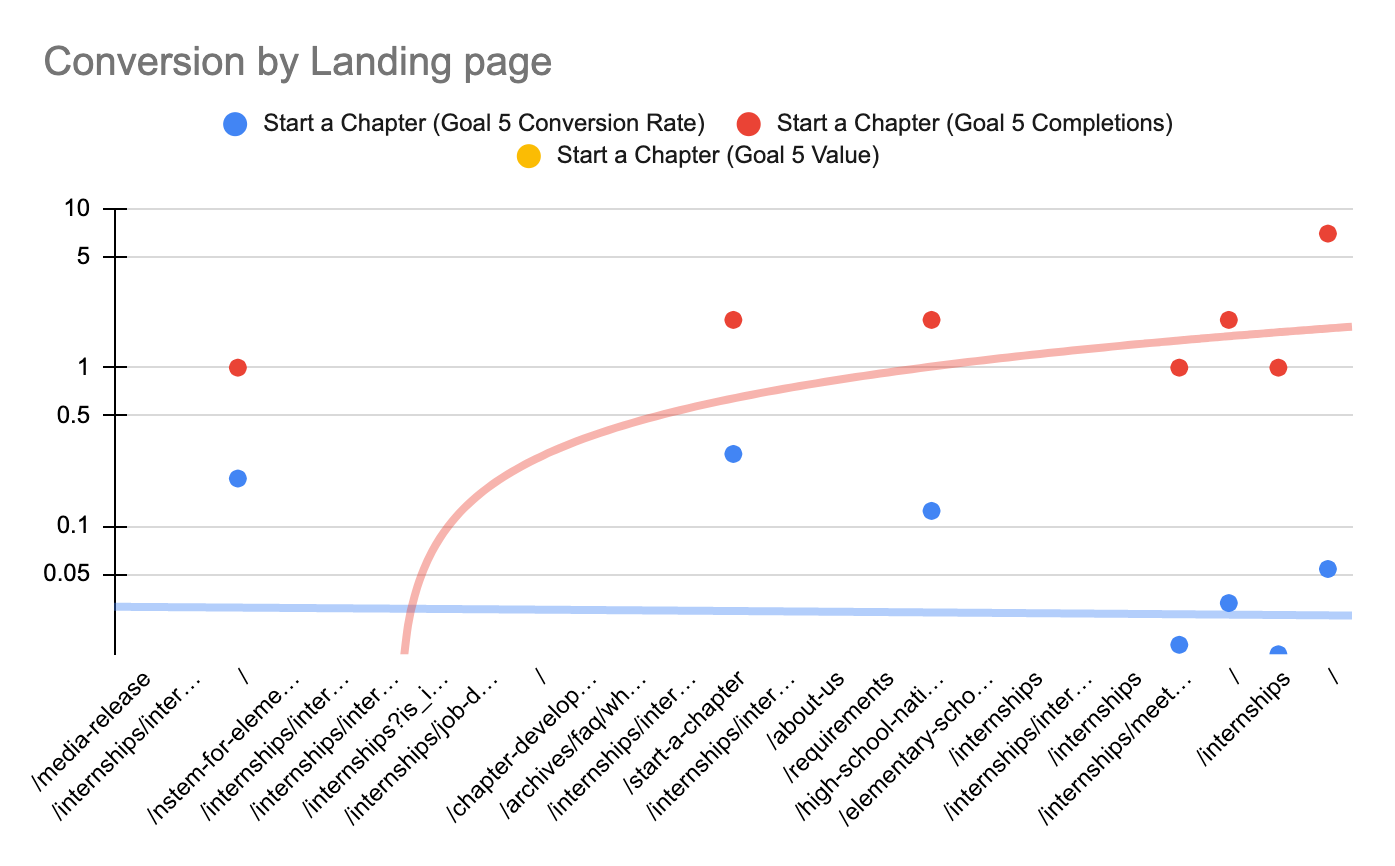 Conversion by Landing page
Start a Chapter (Goal 5 Conversion Rate)
Start a Chapter (Goal 5 Completions)
Start a Chapter (Goal 5 Value)
10
5
1
0.5
0.1
0.05
/media-release
/internships/inter…
/
/nstem-for-eleme…
/internships/inter…
/internships/inter…
/internships?is_i…
/internships/job-d…
/
/chapter-develop…
/archives/faq/wh…
/internships/inter…
/start-a-chapter
/internships/inter…
/about-us
/requirements
/high-school-nati…
/elementary-scho…
/internships
/internships/inter…
/internships
/internships/meet…
/
/internships
/